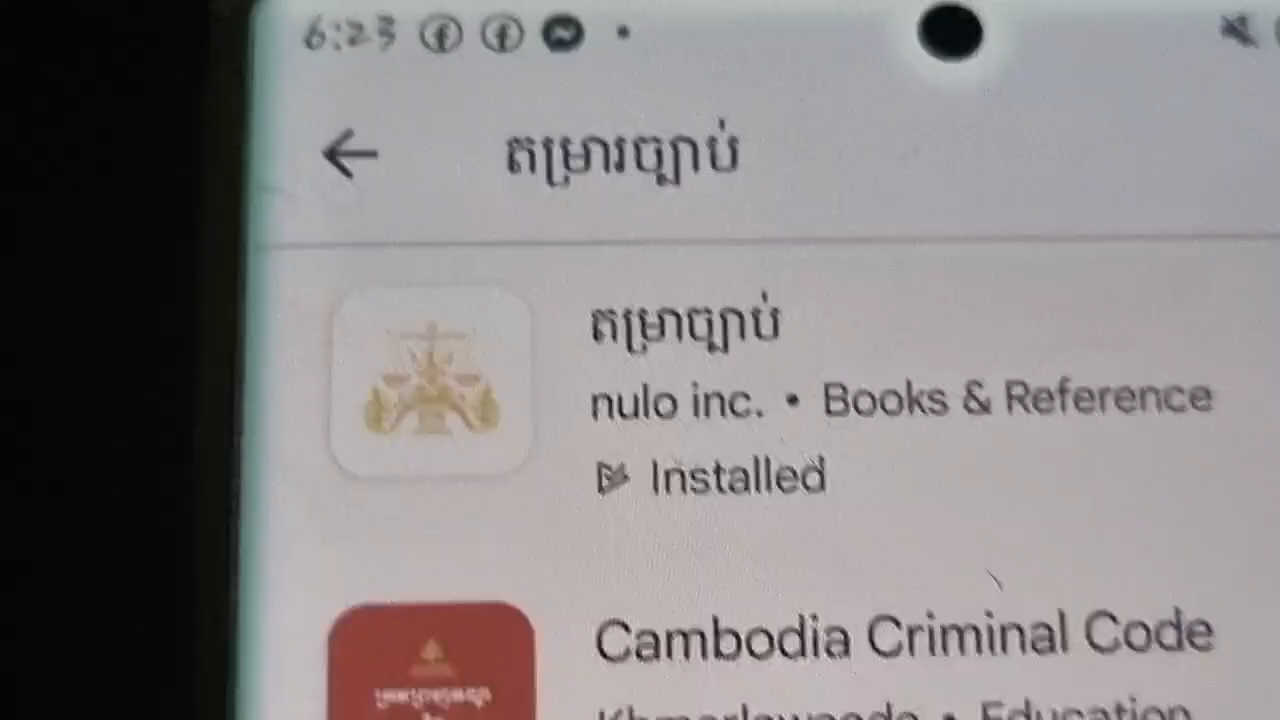 6:23
តម្រារច្បាប់
តម្រាច្បាប់
nulo inc. • Books & Reference
Installed
Cambodia Criminal Code
Education